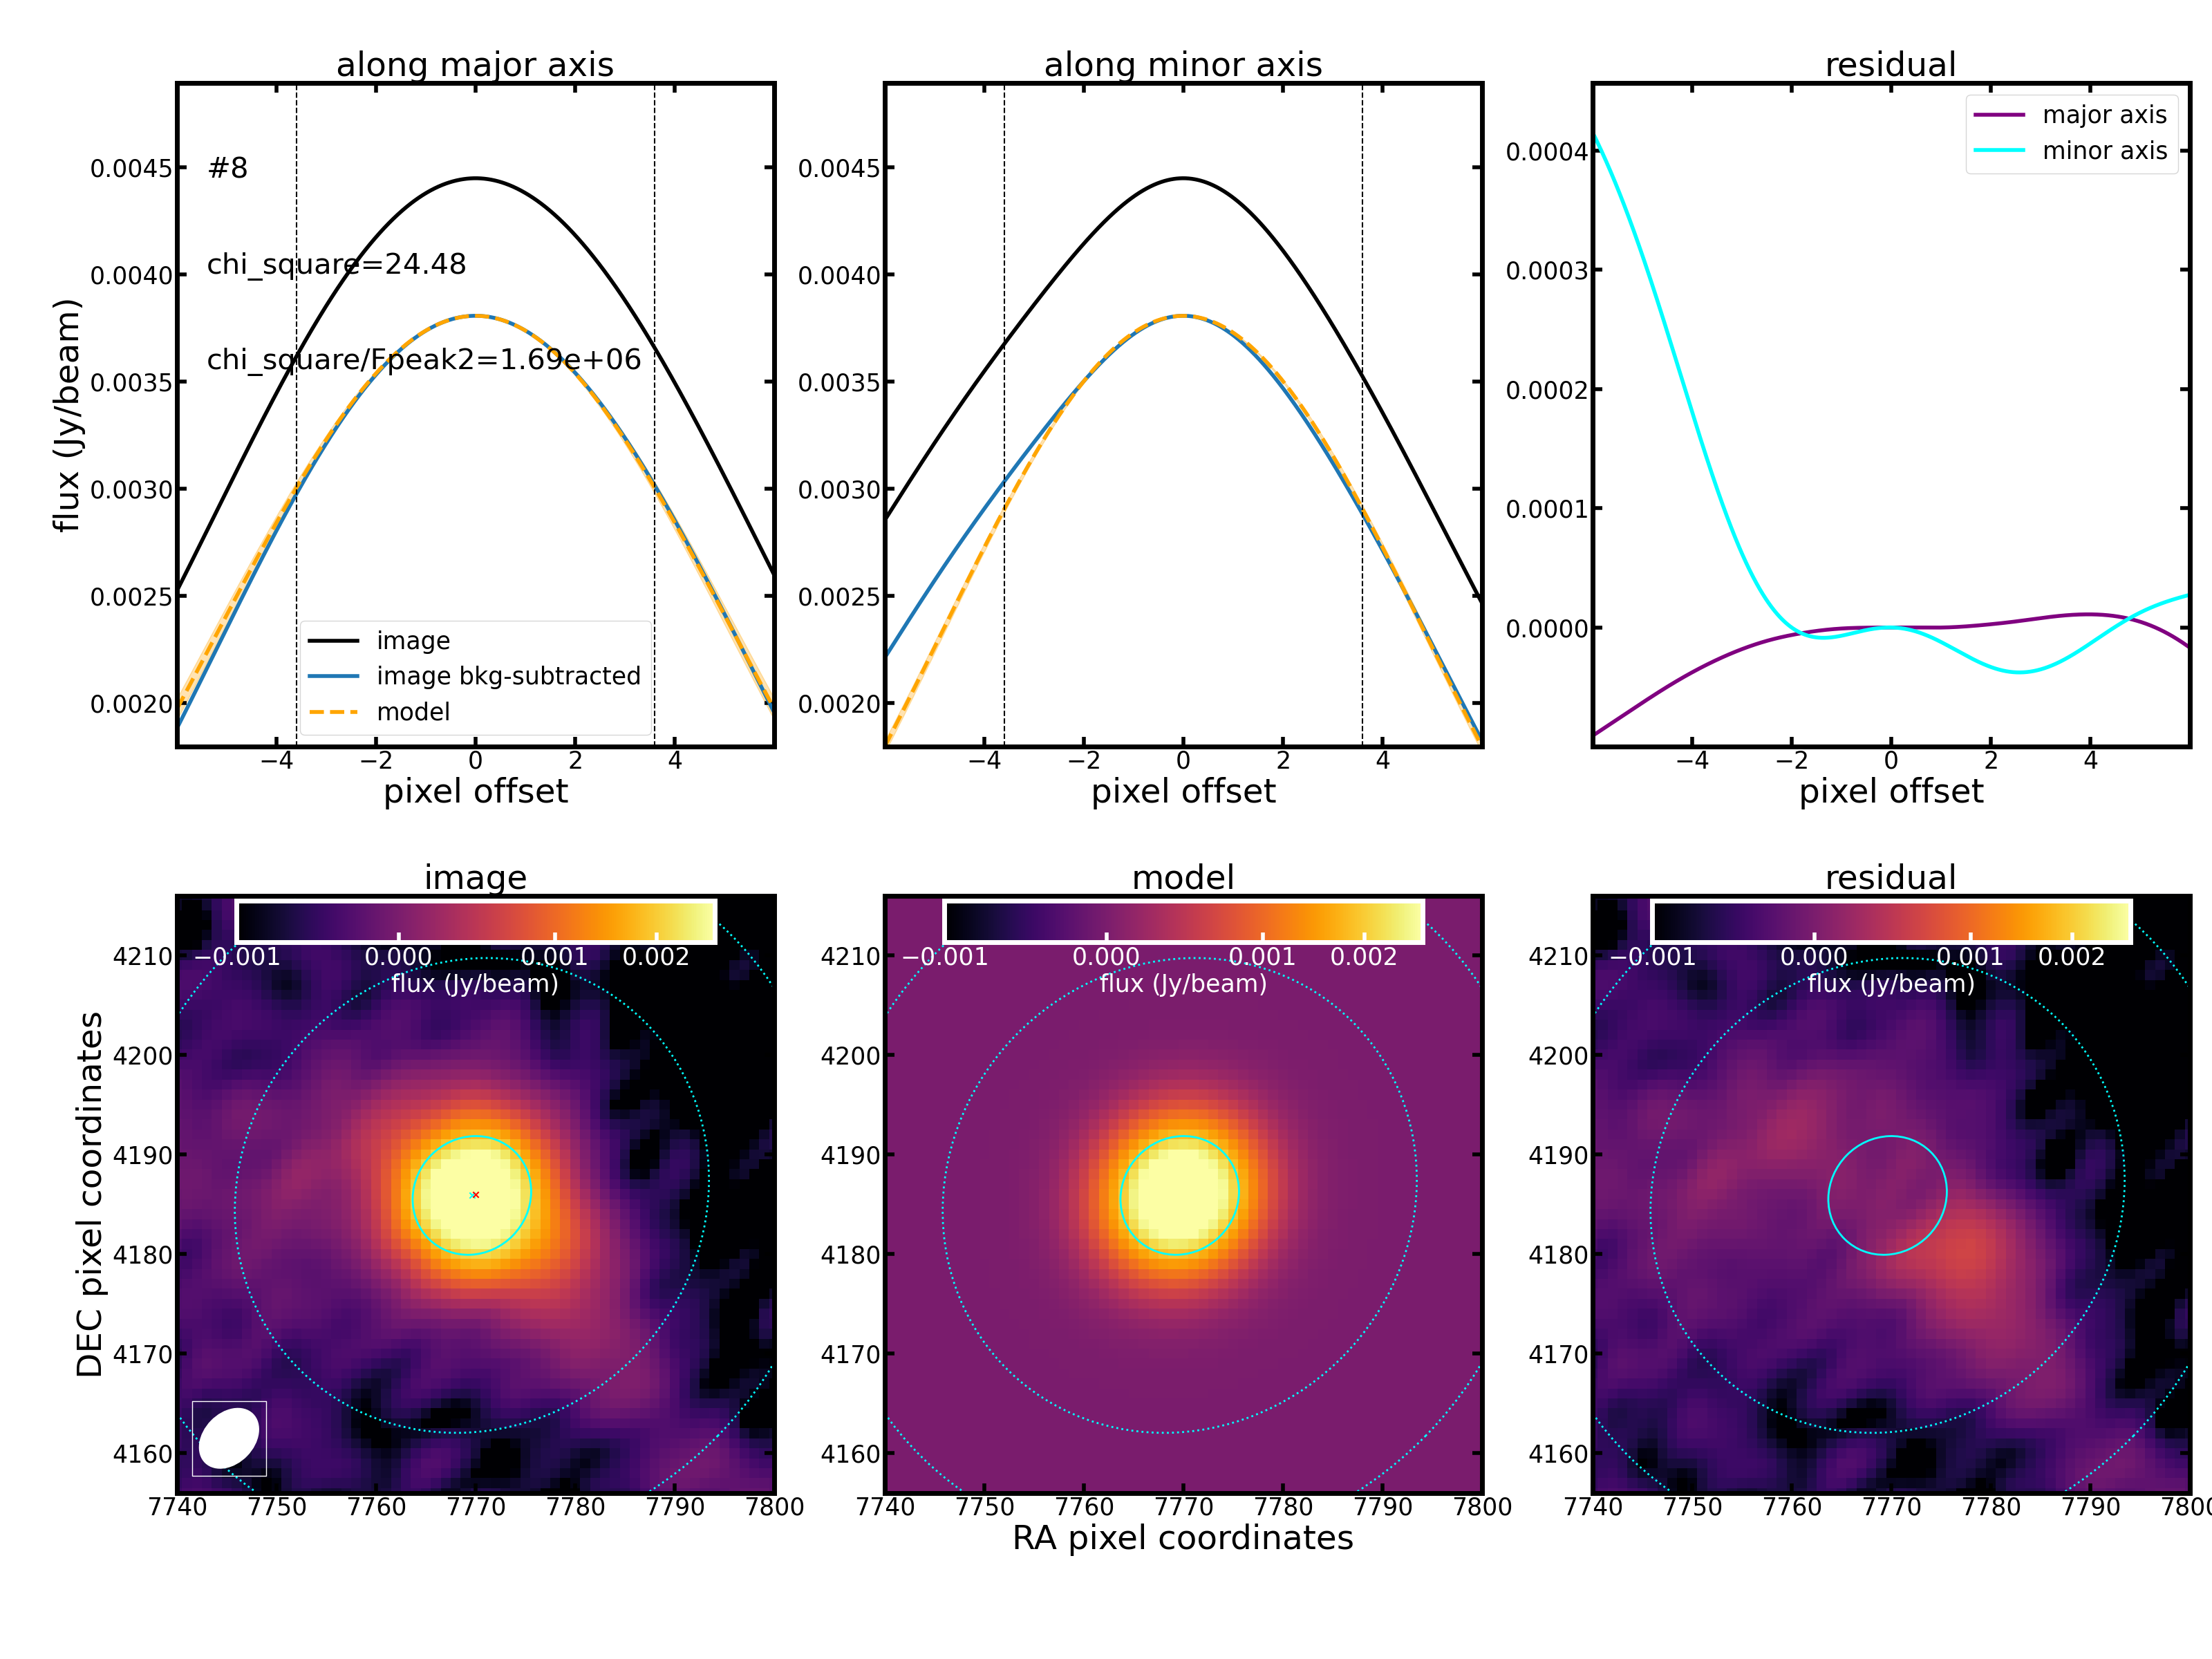 along major axis
along minor axis
residual
flux (Jy/beam)
0.0045
0.0040
0.0035
0.0030
0.0025
0.0020
#8
chi_square=24.48
chi_square/Fpeak2=1.69e+06
image
image bkg-subtracted
model
−4 −2 0 2 4
pixel offset
0.0045
0.0040
0.0035
0.0030
0.0025
0.0020
−4 −2 0 2 4
pixel offset
major axis
minor axis
0.0004
0.0003
0.0002
0.0001
0.0000
−4 −2 0 2 4
pixel offset
image
model
residual
DEC pixel coordinates
−0.001 0.000 0.001 0.002
flux (Jy/beam)
4210
4200
4190
4180
4170
4160
7740 7750 7760 7770 7780 7790 7800
−0.001 0.000 0.001 0.002
flux (Jy/beam)
4210
4200
4190
4180
4170
4160
7740 7750 7760 7770 7780 7790 7800
RA pixel coordinates
−0.001 0.000 0.001 0.002
flux (Jy/beam)
4210
4200
4190
4180
4170
4160
7740 7750 7760 7770 7780 7790 7800